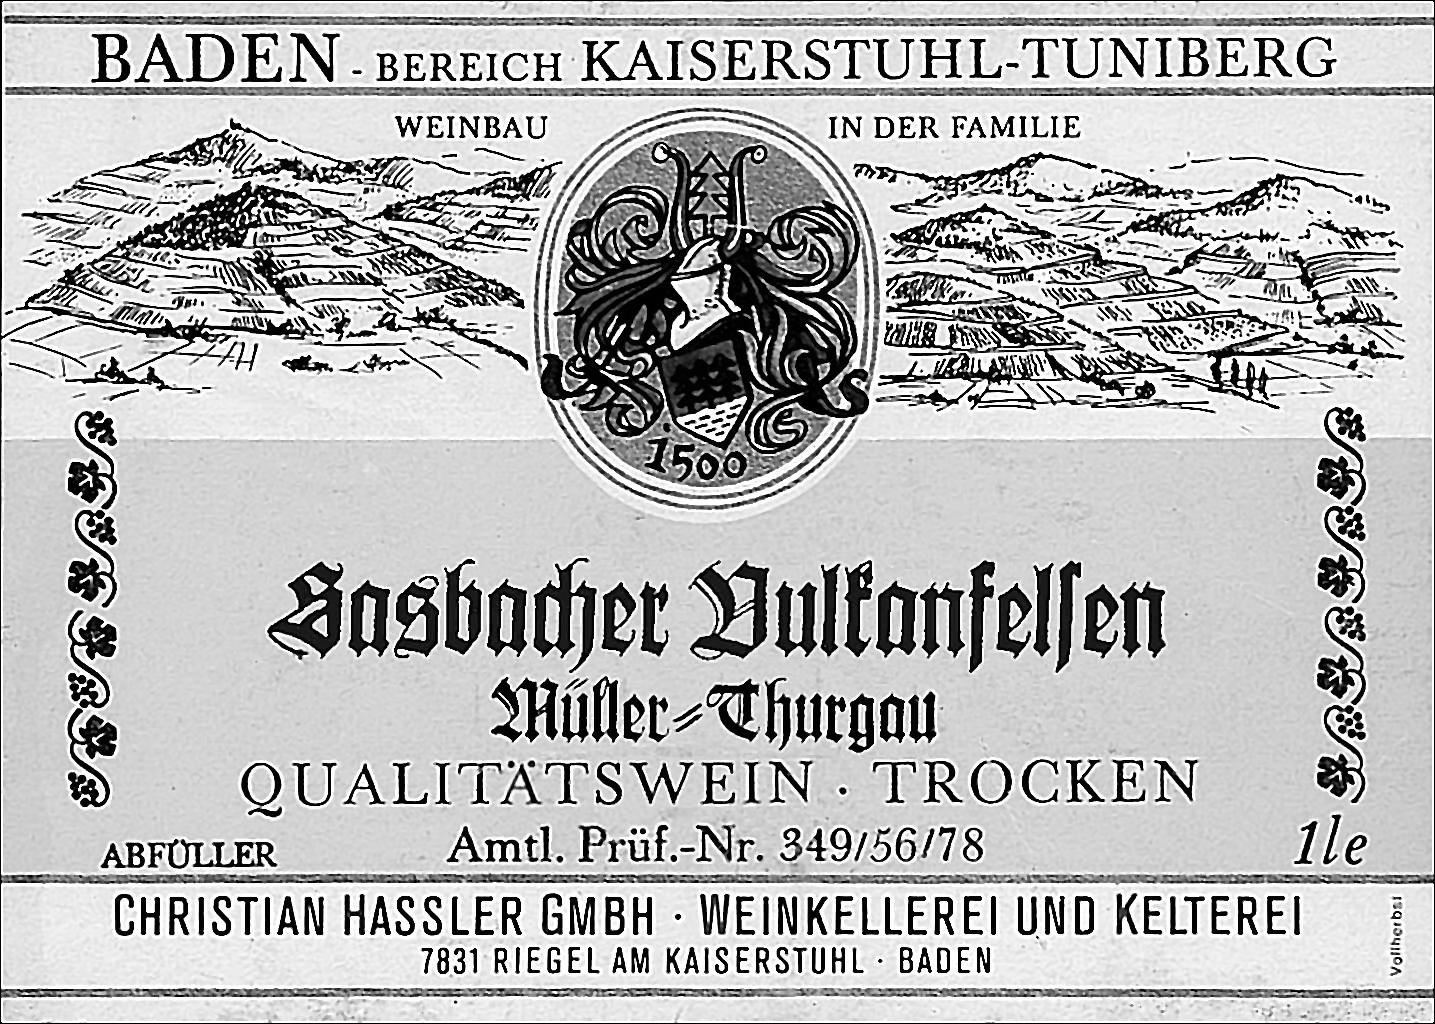 BADEN - BEREICH KAISERSTUHL-TUNIBERG
WEINBAU IN DER FAMILIE
1500
Sasbacher Vulkanfelsen
Müller-Thurgau
QUALITÄTSWEIN · TROCKEN
ABFÜLLER Amtl. Prüf.-Nr. 349/56/78 1le
CHRISTIAN HASSLER GMBH · WEINKELLEREI UND KELTEREI
7831 RIEGEL AM KAISERSTUHL · BADEN
Vollherbst